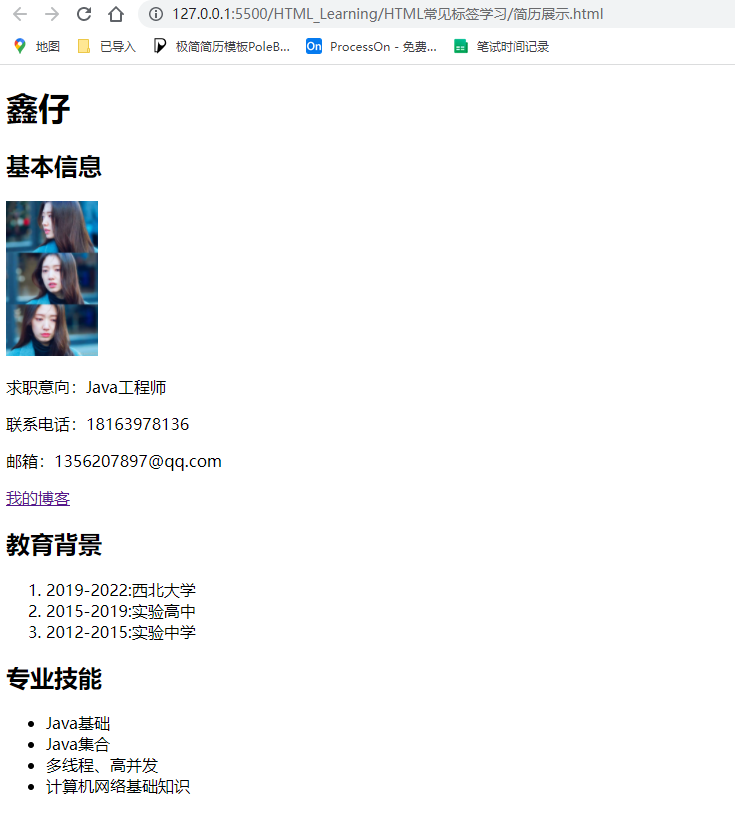 127.0.0.1:5500/HTML_Learning/HTML常见标签学习/简历展示.html
地图 已导入 极简简历模板PoleB... On ProcessOn - 免费... 笔试时间记录
鑫仔
基本信息
求职意向：Java工程师
联系电话：18163978136
邮箱：1356207897@qq.com
我的博客
教育背景
1. 2019-2022:西北大学
2. 2015-2019:实验高中
3. 2012-2015:实验中学
专业技能
• Java基础
• Java集合
• 多线程、高并发
• 计算机网络基础知识